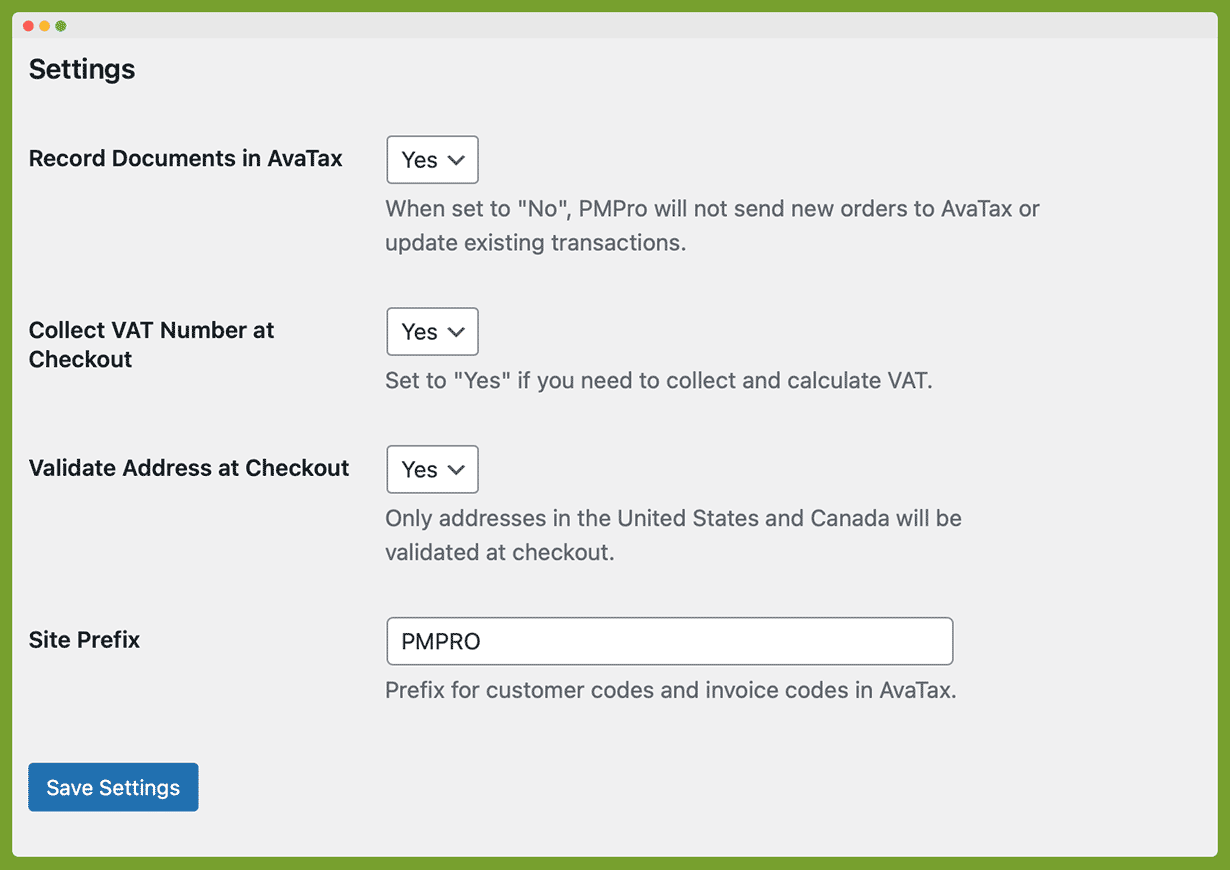 Settings
Record Documents in AvaTax
Yes
When set to "No", PMPro will not send new orders to AvaTax or
update existing transactions.
Collect VAT Number at
Checkout
Yes
Set to "Yes" if you need to collect and calculate VAT.
Validate Address at Checkout
Yes
Only addresses in the United States and Canada will be
validated at checkout.
Site Prefix
PMPRO
Prefix for customer codes and invoice codes in AvaTax.
Save Settings